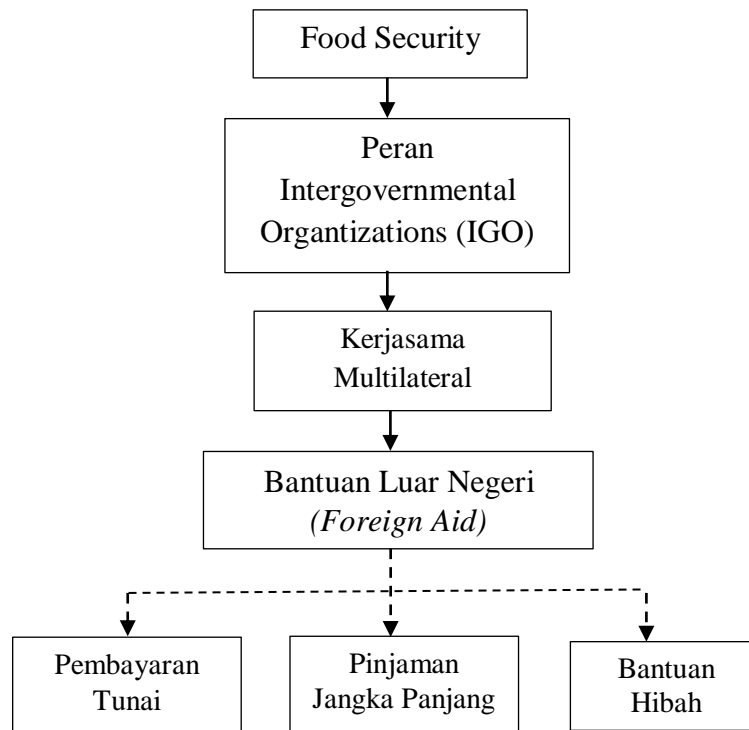 Food Security
Peran
Intergovernmental
Organtizations (IGO)
Kerjasama
Multilateral
Bantuan Luar Negeri
(Foreign Aid)
Pembayaran
Tunai
Pinjaman
Jangka Panjang
Bantuan
Hibah